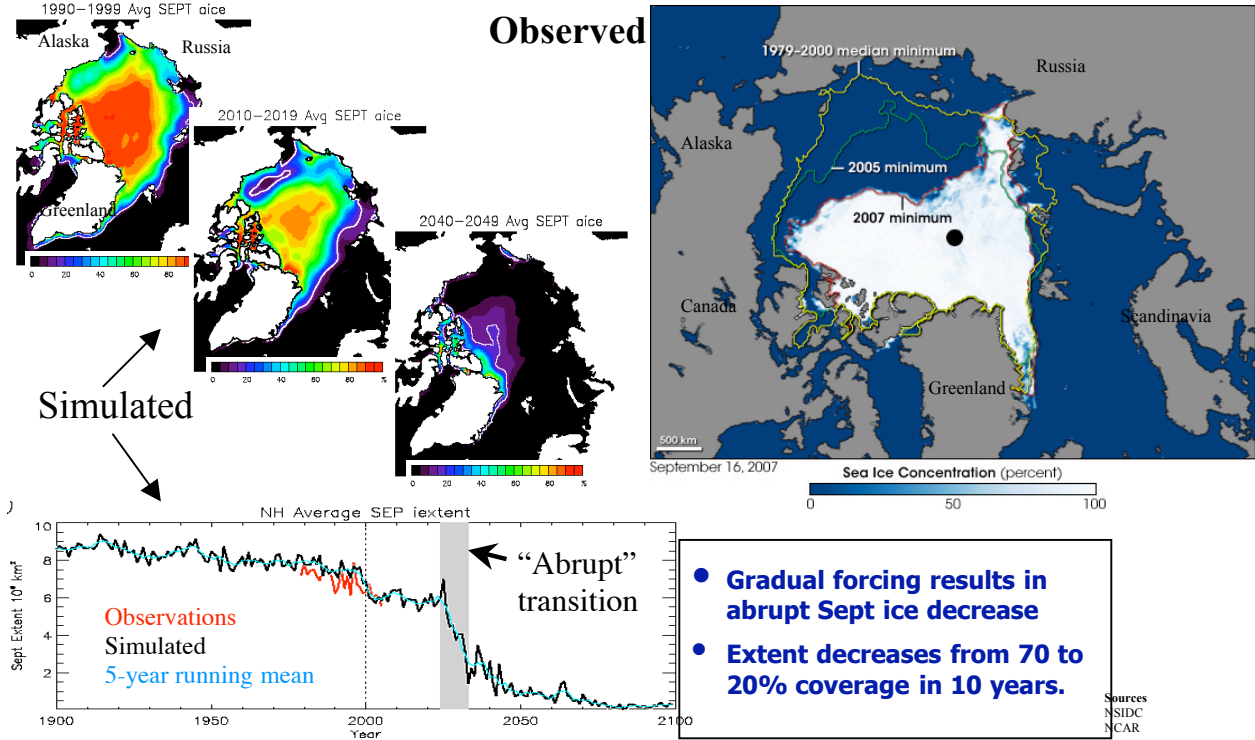 1990-1999 Avg SEPT aice
Alaska
Russia
Greenland
0 20 40 60 80
2010-2019 Avg SEPT aice
0 20 40 60 80 %
2040-2049 Avg SEPT aice
0 20 40 60 80 %
Simulated
Observed
1979-2000 median minimum
Russia
Alaska
2005 minimum
2007 minimum
Canada
Scandinavia
Greenland
500 km
September 16, 2007
Sea Ice Concentration (percent)
0 50 100
NH Average SEP iextent
Sept Extent 10⁶ km²
10
8
6
4
2
"Abrupt"
transition
Observations
Simulated
5-year running mean
1900 1950 2000 2050 2100
Year
• Gradual forcing results in
abrupt Sept ice decrease
• Extent decreases from 70 to
20% coverage in 10 years.
Sources
NSIDC
NCAR